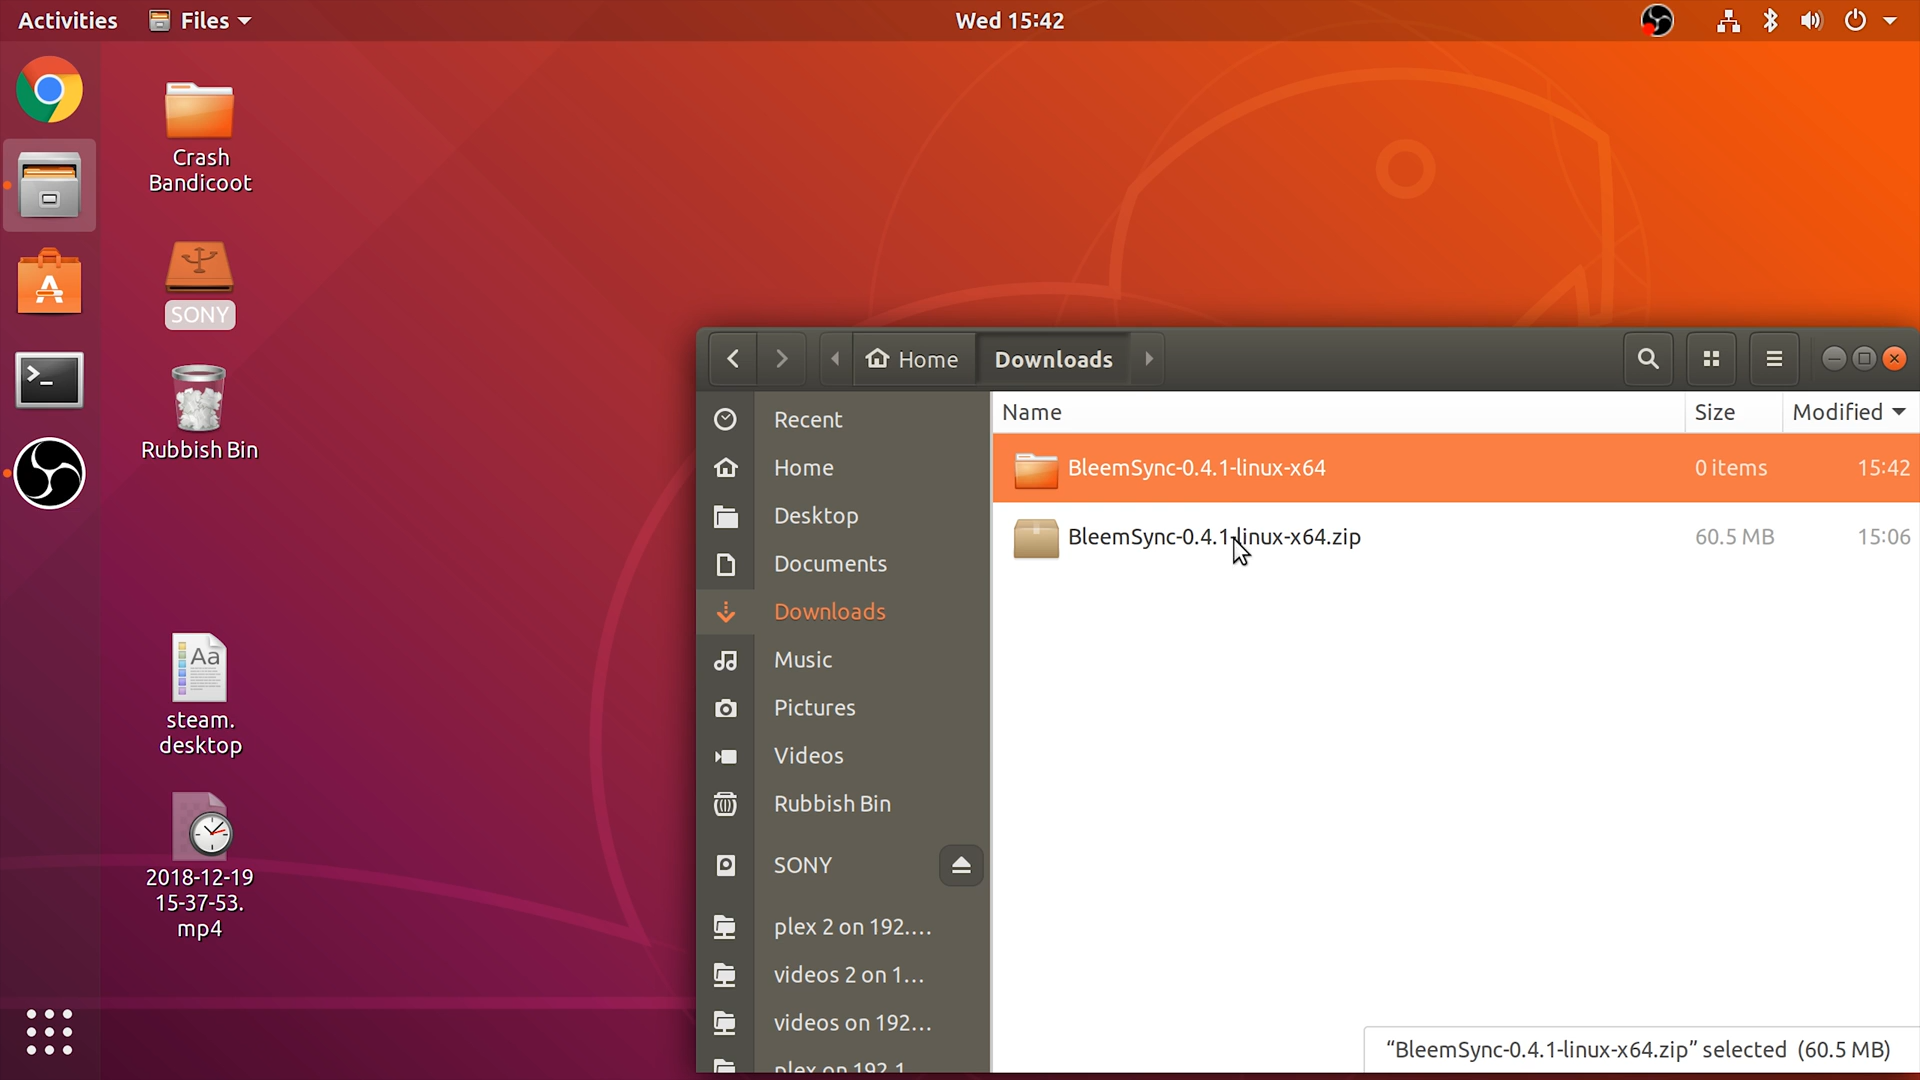 Activities
Files
Wed 15:42
Crash
Bandicoot
SONY
Rubbish Bin
steam.
desktop
2018-12-19
15-37-53.
mp4
Home
Downloads
Recent
Home
Desktop
Documents
Downloads
Music
Pictures
Videos
Rubbish Bin
SONY
plex 2 on 192....
videos 2 on 1...
videos on 192...
plex on 192.1
Name Size Modified
BleemSync-0.4.1-linux-x64 0 items 15:42
BleemSync-0.4.1-linux-x64.zip 60.5 MB 15:06
“BleemSync-0.4.1-linux-x64.zip” selected (60.5 MB)